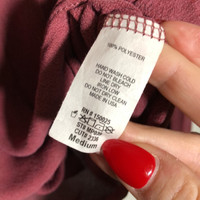 100% POLYESTER
HAND WASH COLD
DO NOT BLEACH
LINE DRY
IRON LOW
DO NOT DRY CLEAN
MADE IN USA
RN # 150025
Medium